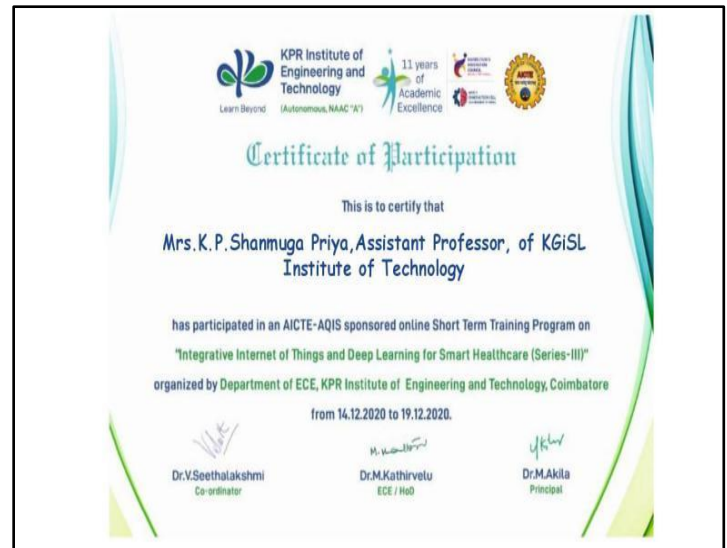 KPR Institute of
Engineering and
Technology
Learn Beyond
(Autonomous, NAAC "A")
11 years
of
Academic
Excellence
AICTE
Certificate of Participation
This is to certify that
Mrs.K.P.Shanmuga Priya,Assistant Professor, of KGiSL
Institute of Technology
has participated in an AICTE-AQIS sponsored online Short Term Training Program on
"Integrative Internet of Things and Deep Learning for Smart Healthcare (Series-III)"
organized by Department of ECE, KPR Institute of Engineering and Technology, Coimbatore
from 14.12.2020 to 19.12.2020.
Dr.V.Seethalakshmi
Co-ordinator
Dr.M.Kathirvelu
ECE / HoD
Dr.M.Akila
Principal